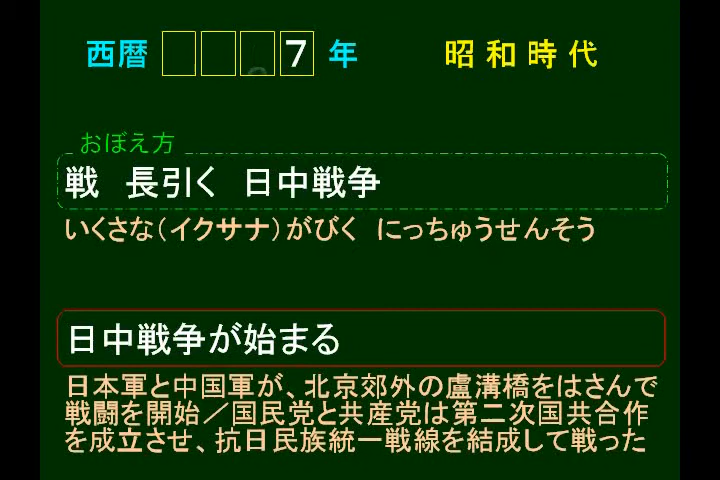 西暦 7 年 昭和時代
おぼえ方
戦 長引く 日中戦争
いくさな（イクサナ）がびく にっちゅうせんそう
日中戦争が始まる
日本軍と中国軍が、北京郊外の盧溝橋をはさんで
戦闘を開始／国民党と共産党は第二次国共合作
を成立させ、抗日民族統一戦線を結成して戦った